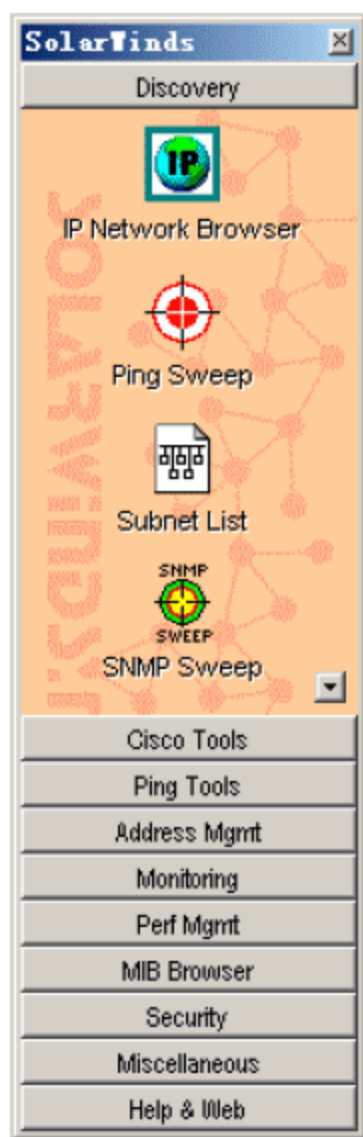 SolarWinds
Discovery
IP
IP Network Browser
Ping Sweep
Subnet List
SNMP
SWEEP
SNMP Sweep
SOLARWINDS.
Cisco Tools
Ping Tools
Address Mgmt
Monitoring
Perf Mgmt
MIB Browser
Security
Miscellaneous
Help & Web